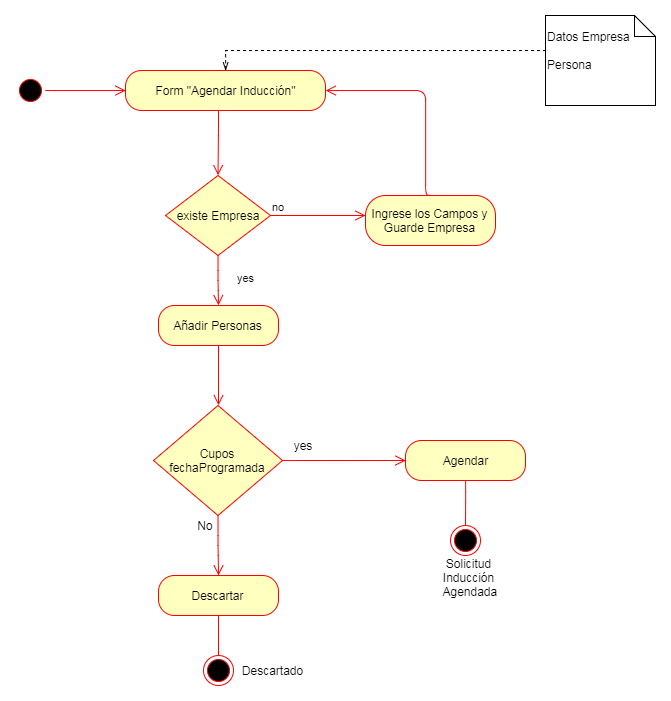 Datos Empresa
Persona
Form "Agendar Inducción"
existe Empresa
no
Ingrese los Campos y
Guarde Empresa
yes
Añadir Personas
Cupos
fechaProgramada
yes
Agendar
No
Solicitud
Inducción
Agendada
Descartar
Descartado